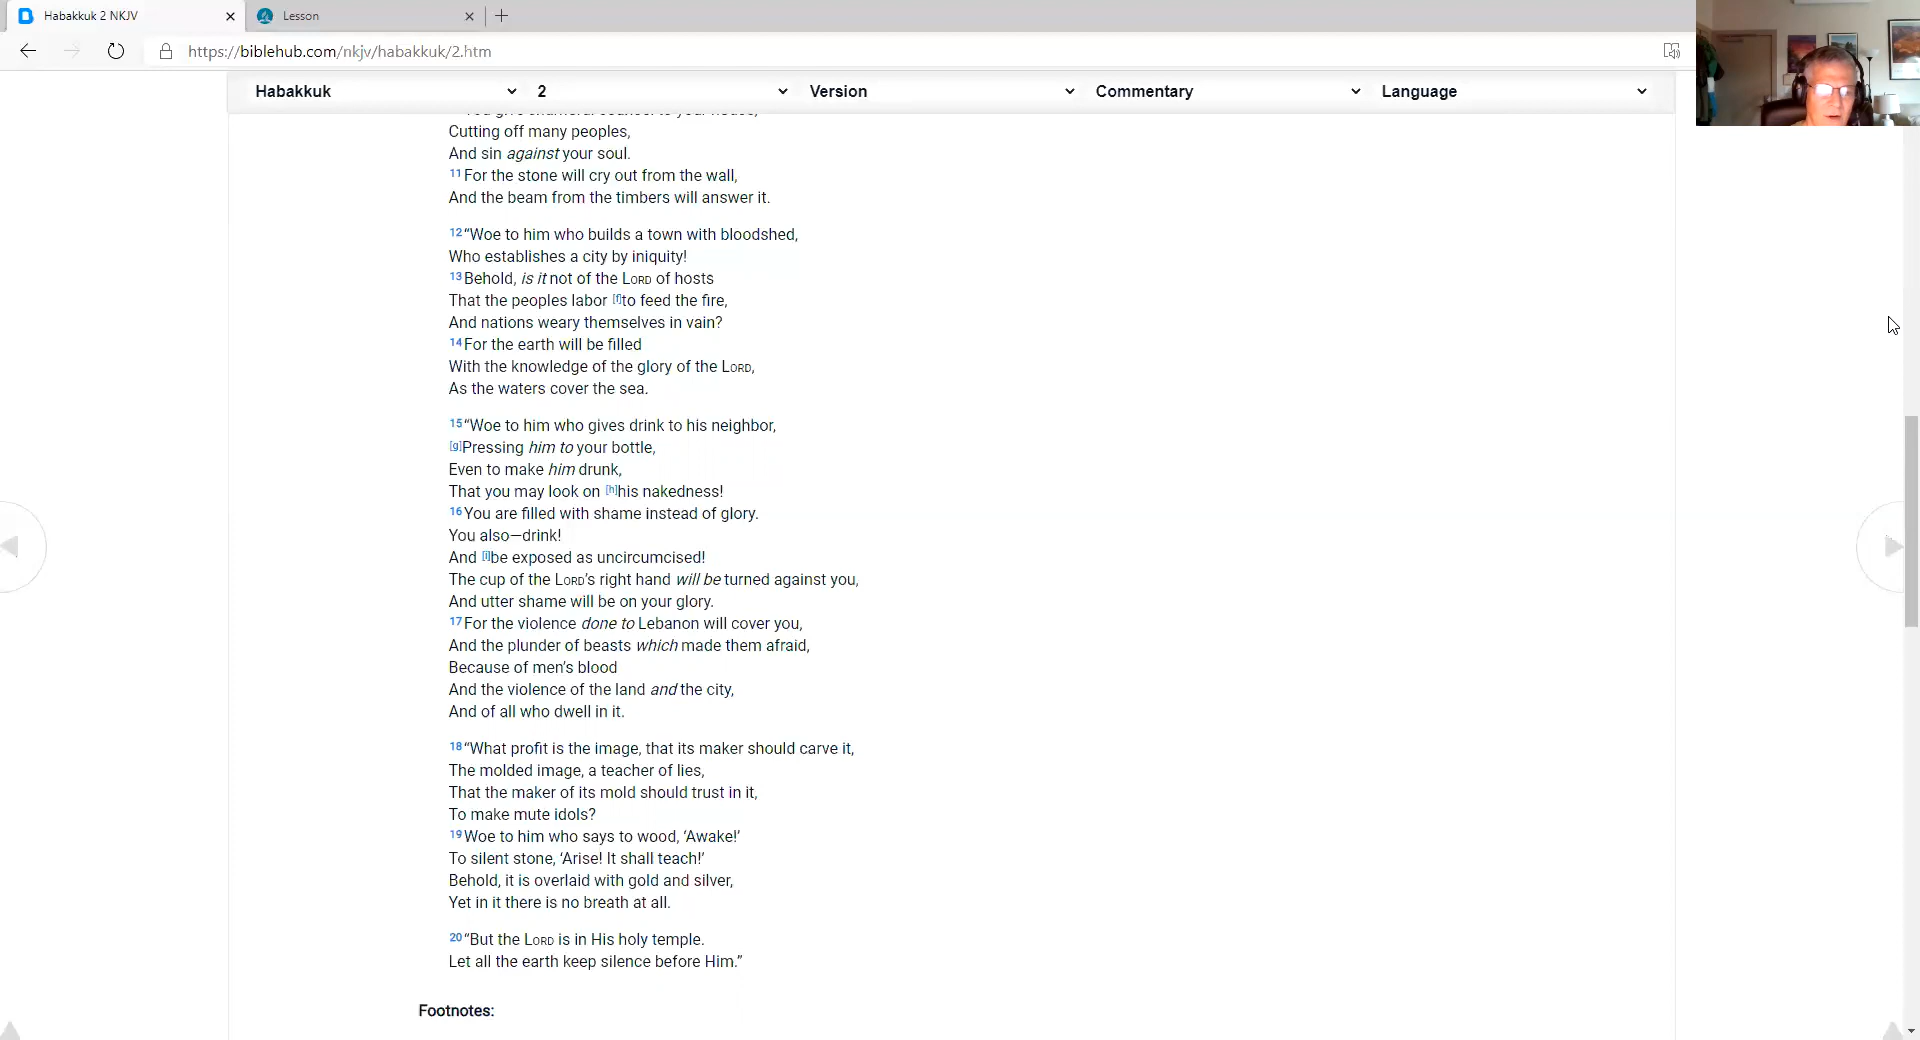 Habakkuk 2 NKJV
Lesson
https://biblehub.com/nkjv/habakkuk/2.htm
Habakkuk 2 Version Commentary Language
Cutting off many peoples,
And sin against your soul.
11 For the stone will cry out from the wall,
And the beam from the timbers will answer it.
12 “Woe to him who builds a town with bloodshed,
Who establishes a city by iniquity!
13 Behold, is it not of the LORD of hosts
That the peoples labor [f]to feed the fire,
And nations weary themselves in vain?
14 For the earth will be filled
With the knowledge of the glory of the LORD,
As the waters cover the sea.
15 “Woe to him who gives drink to his neighbor,
[g]Pressing him to your bottle,
Even to make him drunk,
That you may look on [h]his nakedness!
16 You are filled with shame instead of glory.
You also—drink!
And [i]be exposed as uncircumcised!
The cup of the LORD’s right hand will be turned against you,
And utter shame will be on your glory.
17 For the violence done to Lebanon will cover you,
And the plunder of beasts which made them afraid,
Because of men’s blood
And the violence of the land and the city,
And of all who dwell in it.
18 “What profit is the image, that its maker should carve it,
The molded image, a teacher of lies,
That the maker of its mold should trust in it,
To make mute idols?
19 Woe to him who says to wood, ‘Awake!’
To silent stone, ‘Arise! It shall teach!’
Behold, it is overlaid with gold and silver,
Yet in it there is no breath at all.
20 “But the LORD is in His holy temple.
Let all the earth keep silence before Him.”
Footnotes: